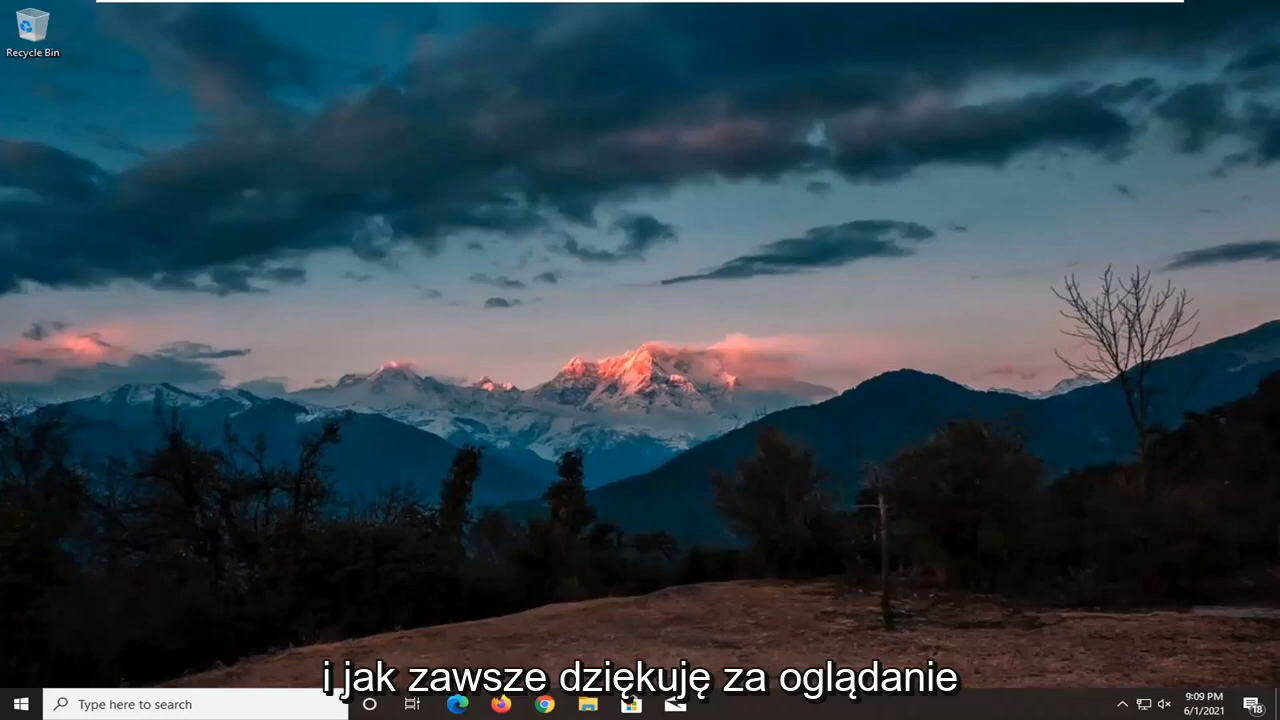 Recycle Bin
i jak zawsze dziękuję za oglądanie
Type here to search
9:09 PM
6/1/2021
18